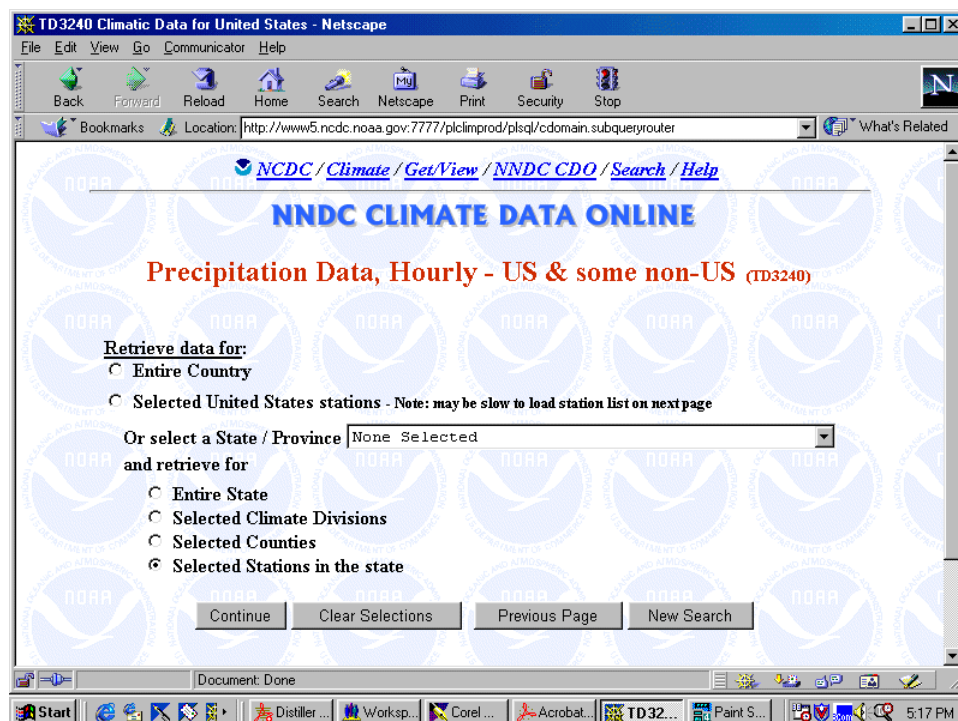 TD3240 Climatic Data for United States - Netscape
File Edit View Go Communicator Help
Back Forward Reload Home Search Netscape Print Security Stop
My
N
Bookmarks Location: http://www5.ncdc.noaa.gov:7777/plclimprod/plsql/cdomain.subqueryrouter What's Related
NCDC / Climate / Get/View / NNDC CDO / Search / Help
NNDC CLIMATE DATA ONLINE
Precipitation Data, Hourly - US & some non-US (TD3240)
Retrieve data for:
Entire Country
Selected United States stations - Note: may be slow to load station list on next page
Or select a State / Province None Selected
and retrieve for
Entire State
Selected Climate Divisions
Selected Counties
Selected Stations in the state
Continue Clear Selections Previous Page New Search
Document: Done
Start Distiller ... Worksp... Corel ... Acrobat... TD32... Paint S... 5:17 PM